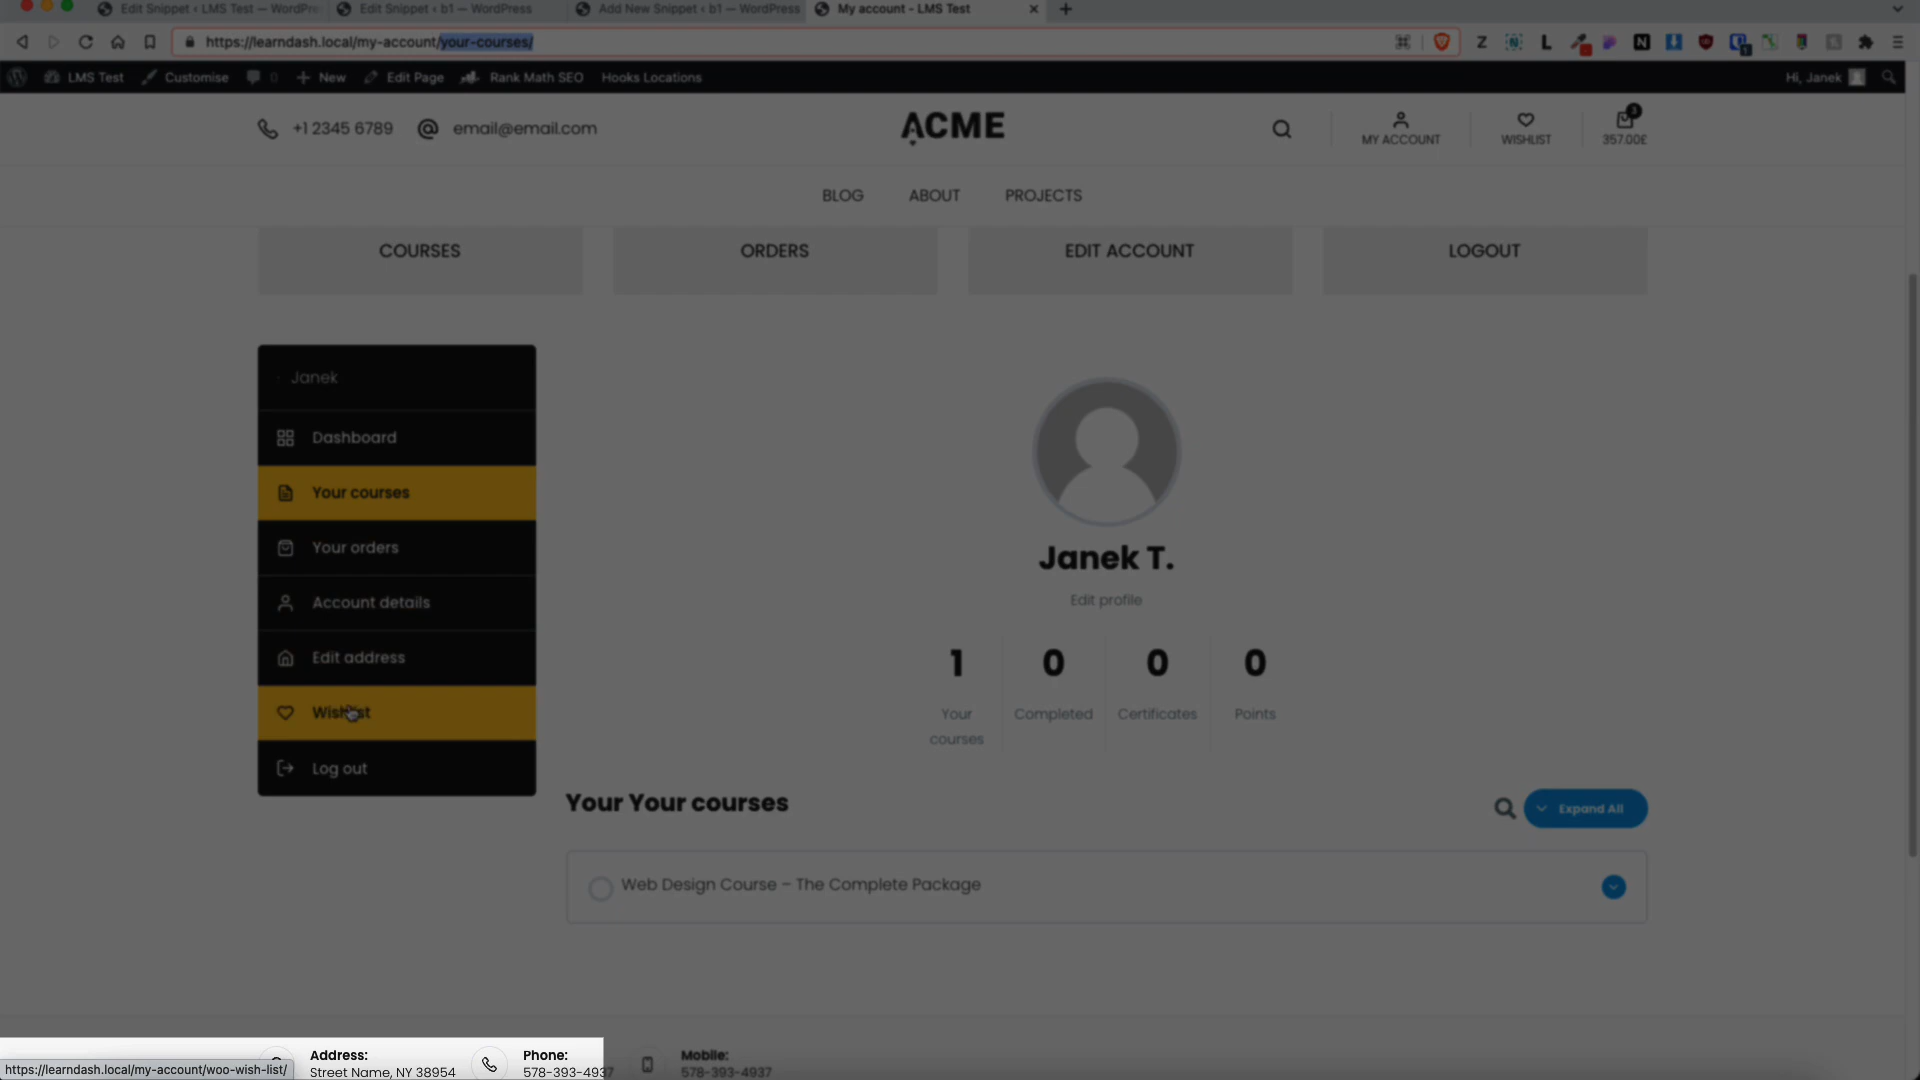 Edit Snippet ‹ LMS Test — WordPre
Edit Snippet ‹ b1 — WordPress
Add New Snippet ‹ b1 — WordPress
My account - LMS Test
https://learndash.local/my-account/your-courses/
LMS Test
Customise
0
New
Edit Page
Rank Math SEO
Hooks Locations
Hi, Janek
+1 2345 6789
email@email.com
ACME
MY ACCOUNT
WISHLIST
3
357.00£
BLOG
ABOUT
PROJECTS
COURSES
ORDERS
EDIT ACCOUNT
LOGOUT
Janek
Dashboard
Your courses
Your orders
Account details
Edit address
Wishlist
Log out
Janek T.
Edit profile
1
0
0
0
Your
courses
Completed
Certificates
Points
Your Your courses
Expand All
Web Design Course – The Complete Package
Address:
Street Name, NY 38954
Phone:
578-393-4937
Mobile:
578-393-4937
https://learndash.local/my-account/woo-wish-list/